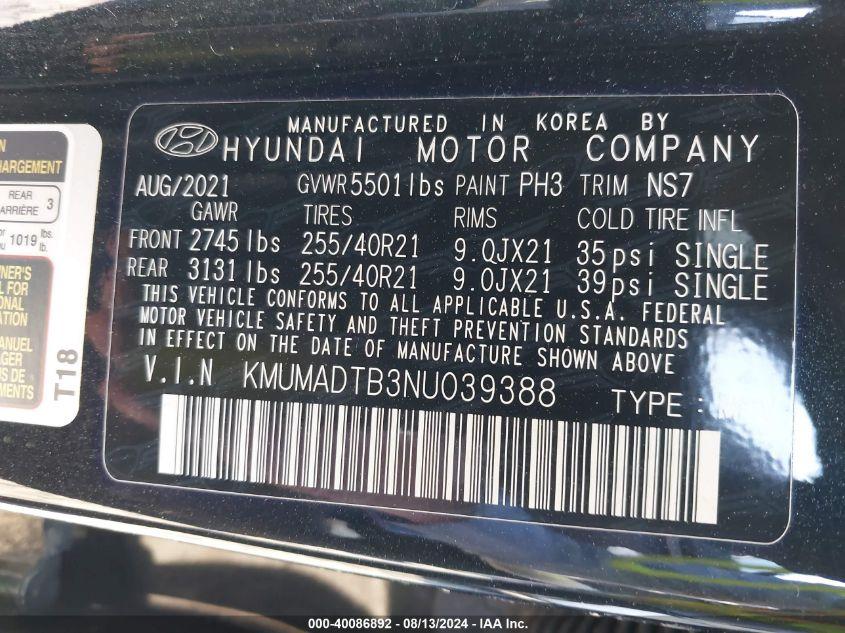 MANUFACTURED IN KOREA BY
HYUNDAI MOTOR COMPANY
AUG/2021 GVWR 5501lbs PAINT PH3 TRIM NS7
GAWR TIRES RIMS COLD TIRE INFL
FRONT 2745 lbs 255/40R21 9.0JX21 35psi SINGLE
REAR 3131 lbs 255/40R21 9.0JX21 39psi SINGLE
THIS VEHICLE CONFORMS TO ALL APPLICABLE U.S.A. FEDERAL
MOTOR VEHICLE SAFETY AND THEFT PREVENTION STANDARDS
IN EFFECT ON THE DATE OF MANUFACTURE SHOWN ABOVE
V.I.N KMUMADTB3NU039388
TYPE :
REAR
3
1019 lbs.
lb.
T18
000-40086892 - 08/13/2024 - IAA Inc.